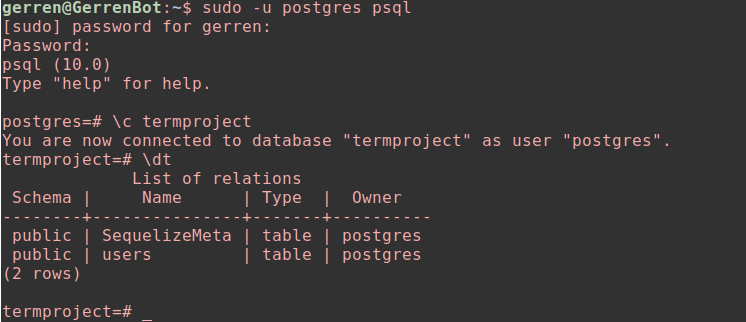 gerren@GerrenBot:~$ sudo -u postgres psql
[sudo] password for gerren:
Password:
psql (10.0)
Type "help" for help.

postgres=# \c termproject
You are now connected to database "termproject" as user "postgres".
termproject=# \dt
             List of relations
 Schema |     Name      | Type  |  Owner
--------+---------------+-------+----------
 public | SequelizeMeta | table | postgres
 public | users         | table | postgres
(2 rows)

termproject=# _